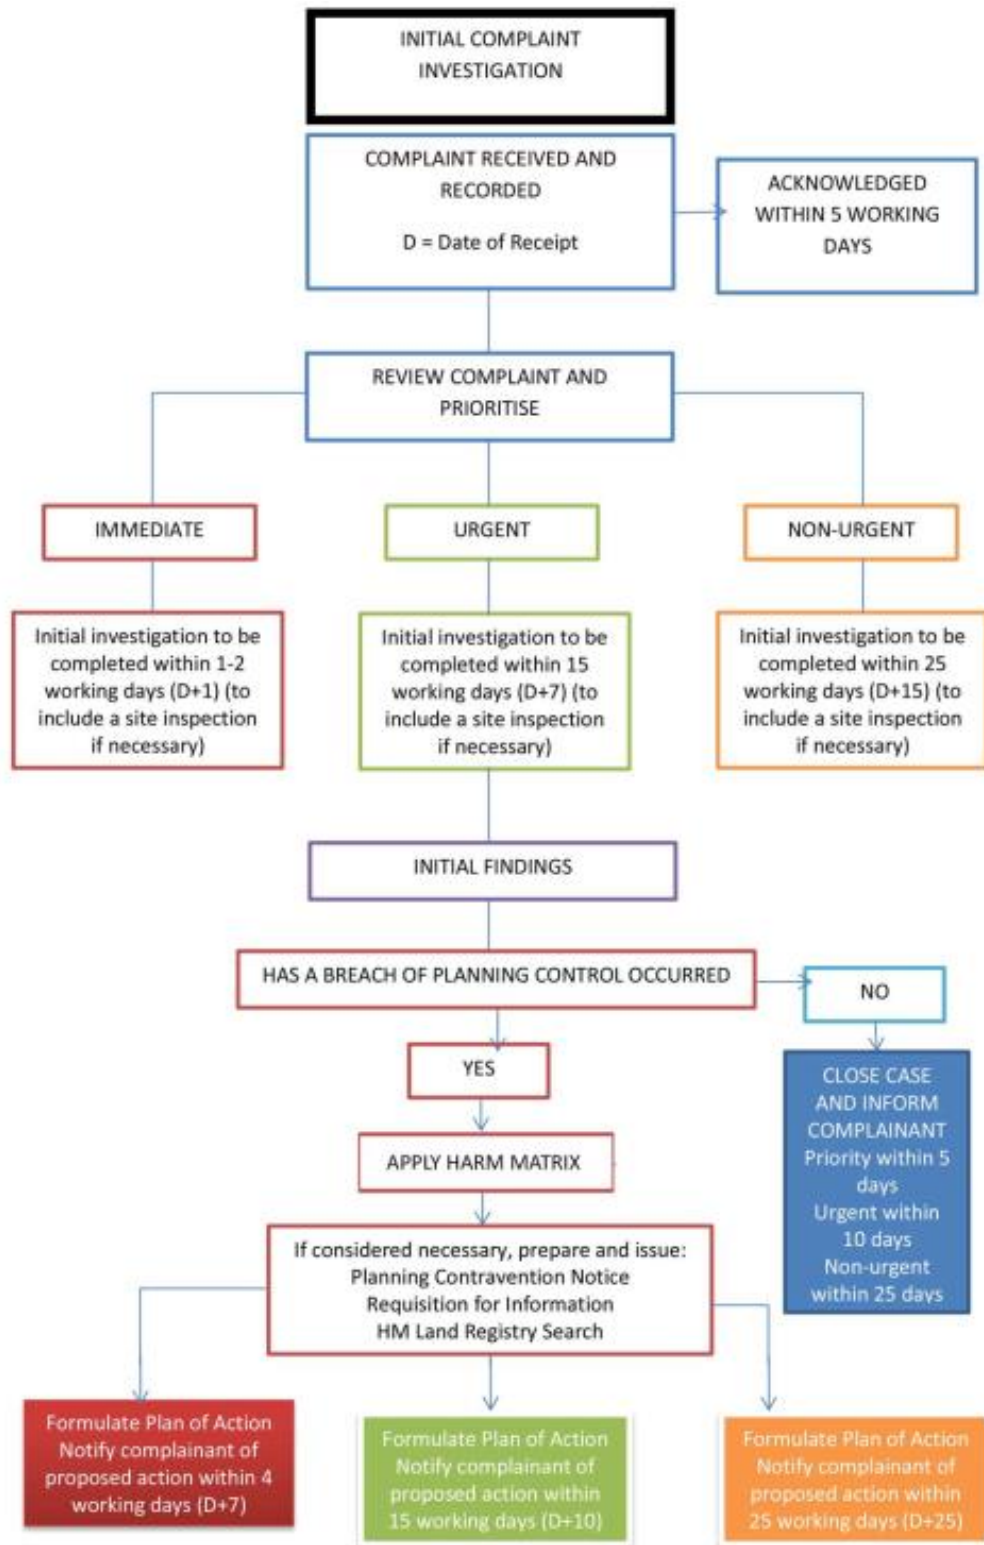 INITIAL COMPLAINT
INVESTIGATION
COMPLAINT RECEIVED AND
RECORDED
D = Date of Receipt
ACKNOWLEDGED
WITHIN 5 WORKING
DAYS
REVIEW COMPLAINT AND
PRIORITISE
IMMEDIATE
URGENT
NON-URGENT
Initial investigation to be
completed within 1-2
working days (D+1) (to
include a site inspection
if necessary)
Initial investigation to be
completed within 15
working days (D+7) (to
include a site inspection
if necessary)
Initial investigation to be
completed within 25
working days (D+15) (to
include a site inspection
if necessary)
INITIAL FINDINGS
HAS A BREACH OF PLANNING CONTROL OCCURRED
NO
YES
CLOSE CASE
AND INFORM
COMPLAINANT
Priority within 5
days
Urgent within
10 days
Non-urgent
within 25 days
APPLY HARM MATRIX
If considered necessary, prepare and issue:
Planning Contravention Notice
Requisition for Information
HM Land Registry Search
Formulate Plan of Action
Notify complainant of
proposed action within 4
working days (D+7)
Formulate Plan of Action
Notify complainant of
proposed action within
15 working days (D+10)
Formulate Plan of Action
Notify complainant of
proposed action within
25 working days (D+25)